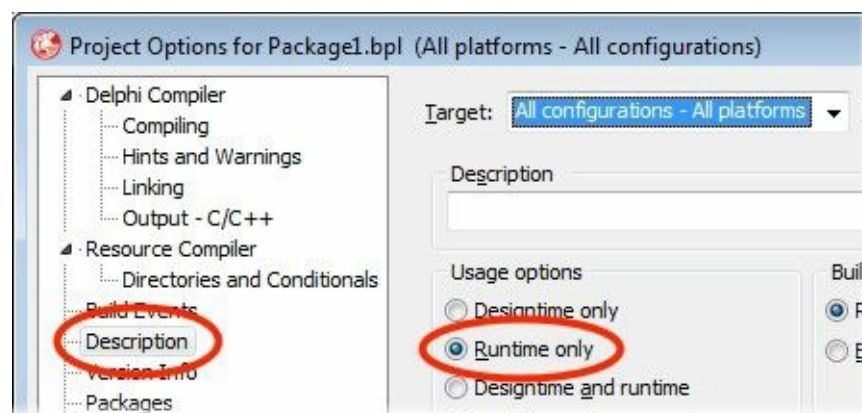 Project Options for Package1.bpl (All platforms - All configurations)
Delphi Compiler
Compiling
Hints and Warnings
Linking
Output - C/C++
Resource Compiler
Directories and Conditionals
Build Events
Description
Version Info
Packages
Target: All configurations - All platforms
Description
Usage options
Designtime only
Runtime only
Designtime and runtime